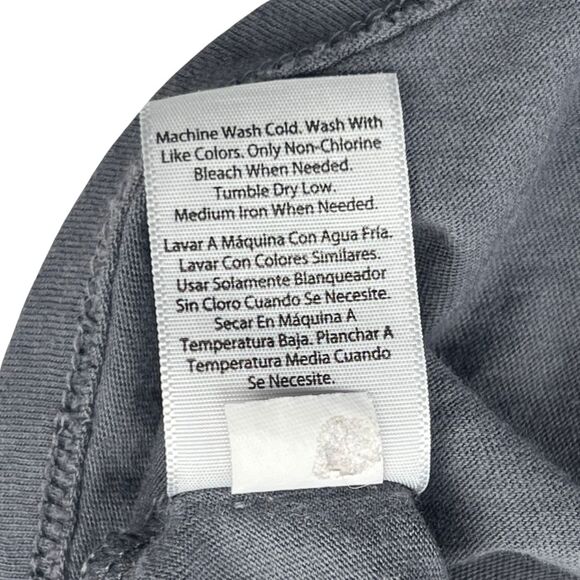 Machine Wash Cold. Wash With
Like Colors. Only Non-Chlorine
Bleach When Needed.
Tumble Dry Low.
Medium Iron When Needed.
Lavar A Máquina Con Agua Fría.
Lavar Con Colores Similares.
Usar Solamente Blanqueador
Sin Cloro Cuando Se Necesite.
Secar En Máquina A
Temperatura Baja. Planchar A
Temperatura Media Cuando
Se Necesite.